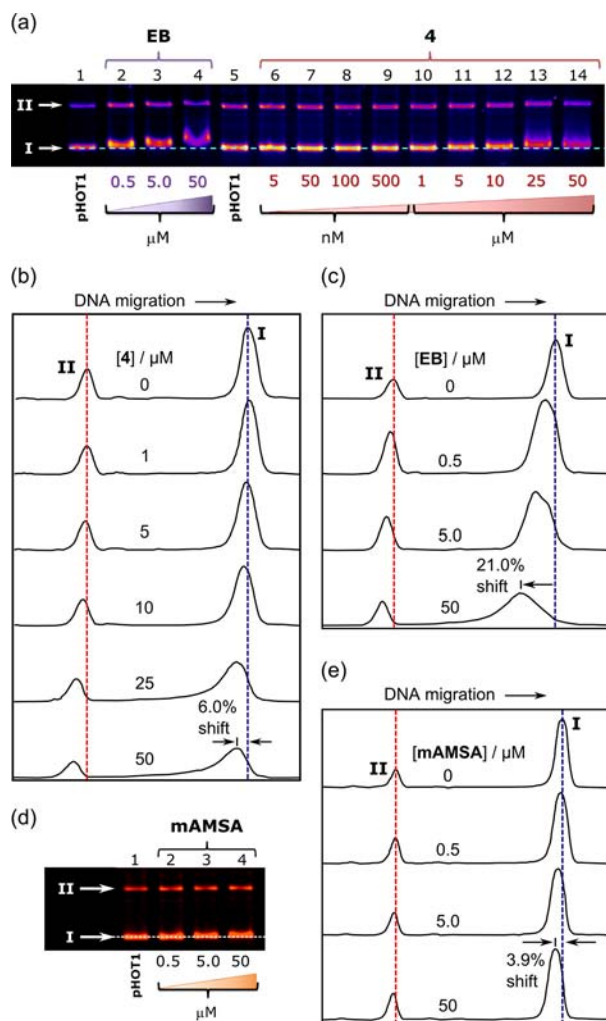 (a)
EB 4
1 2 3 4 5 6 7 8 9 10 11 12 13 14
II
I
pHOT1 0.5 5.0 50 pHOT1 5 50 100 500 1 5 10 25 50
μM nM μM
(b)
DNA migration
I
II
[4] / μM
0
1
5
10
25
6.0%
shift
50
(c)
DNA migration
I
II
[EB] / μM
0
0.5
5.0
21.0%
shift
50
(d)
mAMSA
1 2 3 4
II
I
pHOT1 0.5 5.0 50
μM
(e)
DNA migration
I
II
[mAMSA] / μM
0
0.5
5.0
3.9%
shift
50